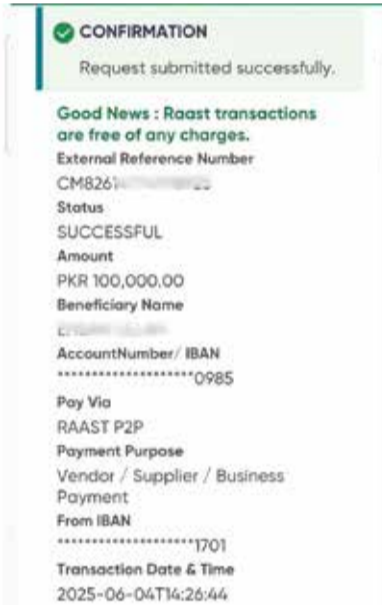 CONFIRMATION
Request submitted successfully.
Good News : Raast transactions
are free of any charges.
External Reference Number
CM8261
Status
SUCCESSFUL
Amount
PKR 100,000.00
Beneficiary Name
AccountNumber/ IBAN
********************0985
Pay Via
RAAST P2P
Payment Purpose
Vendor / Supplier / Business
Payment
From IBAN
********************1701
Transaction Date & Time
2025-06-04T14:26:44